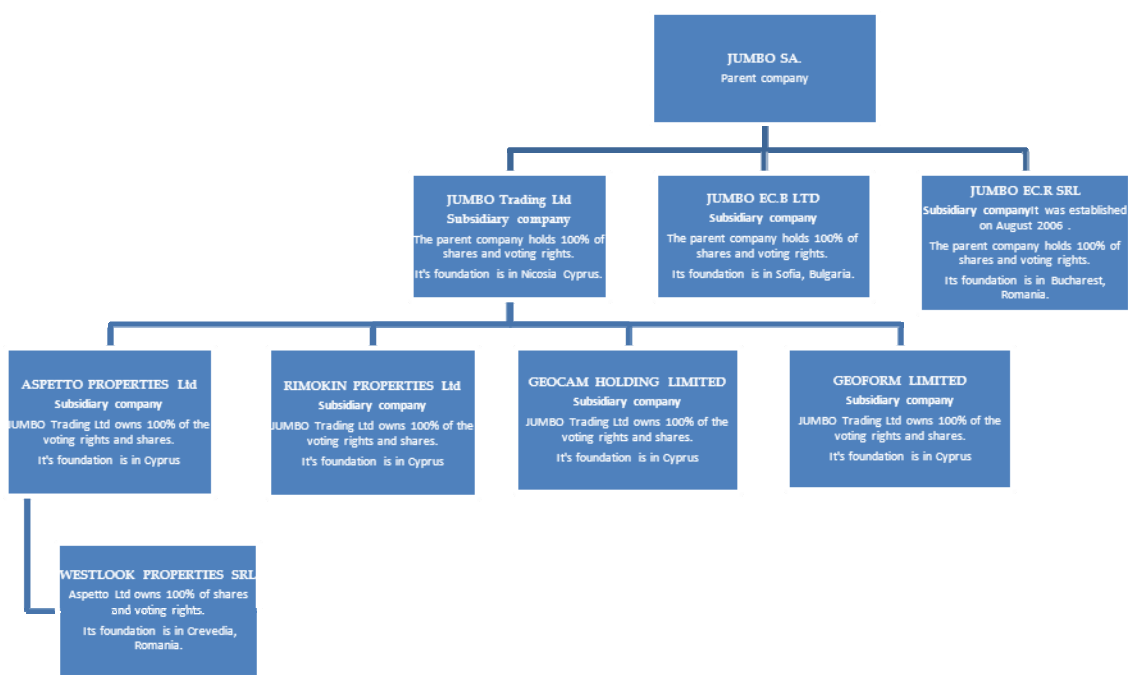 JUMBO SA.
Parent company
JUMBO Trading Ltd
Subsidiary company
The parent company holds 100% of
shares and voting rights.
It's foundation is in Nicosia Cyprus.
JUMBO EC.B LTD
Subsidiary company
The parent company holds 100% of
shares and voting rights.
Its foundation is in Sofia, Bulgaria.
JUMBO EC.R SRL
Subsidiary companyIt was established
on August 2006 .
The parent company holds 100% of
shares and voting rights.
Its foundation is in Bucharest,
Romania.
ASPETTO PROPERTIES Ltd
Subsidiary company
JUMBO Trading Ltd owns 100% of the
voting rights and shares.
It's foundation is in Cyprus
RIMOKIN PROPERTIES Ltd
Subsidiary company
JUMBO Trading Ltd owns 100% of the
voting rights and shares.
It's foundation is in Cyprus
GEOCAM HOLDING LIMITED
Subsidiary company
JUMBO Trading Ltd owns 100% of the
voting rights and shares.
It's foundation is in Cyprus
GEOFORM LIMITED
Subsidiary company
JUMBO Trading Ltd owns 100% of the
voting rights and shares.
It's foundation is in Cyprus
WESTLOOK PROPERTIES SRL
Aspetto Ltd owns 100% of shares
and voting rights.
Its foundation is in Crevedia,
Romania.